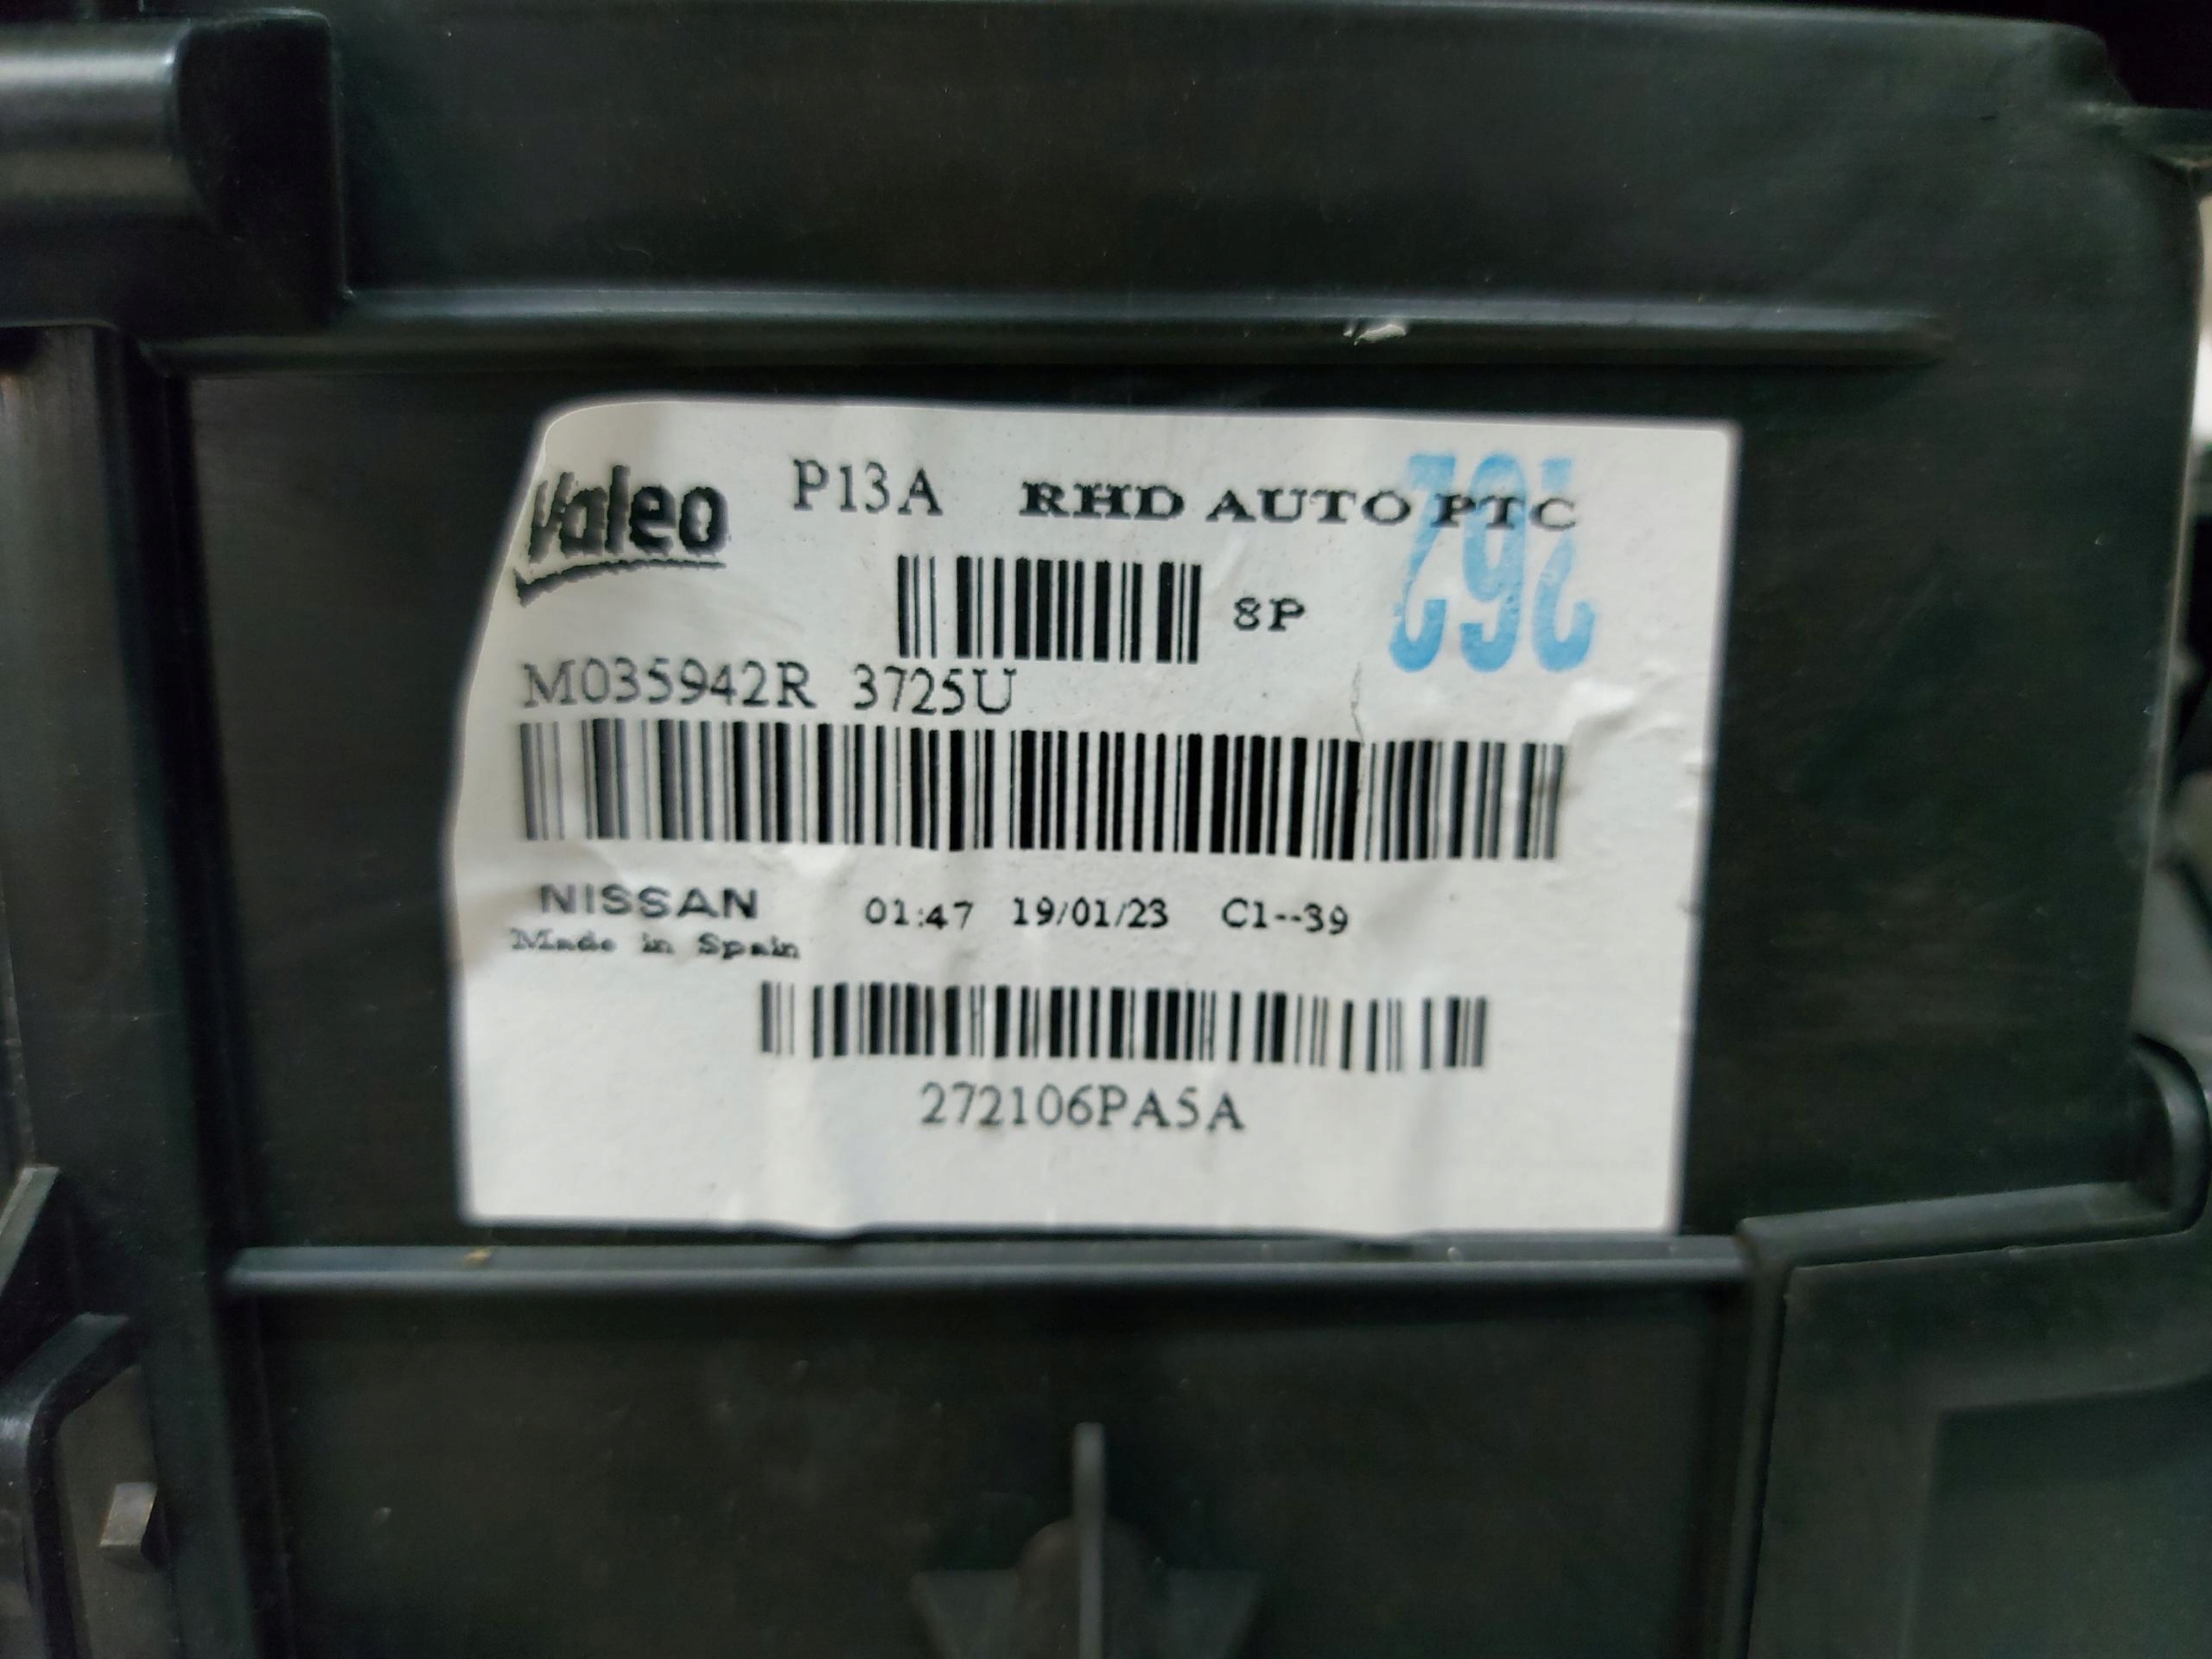 Valeo P13A RHD AUTO PTC
262
8P
M035942R 3725U
NISSAN 01:47 19/01/23 C1--39
Made in Spain
272106PA5A